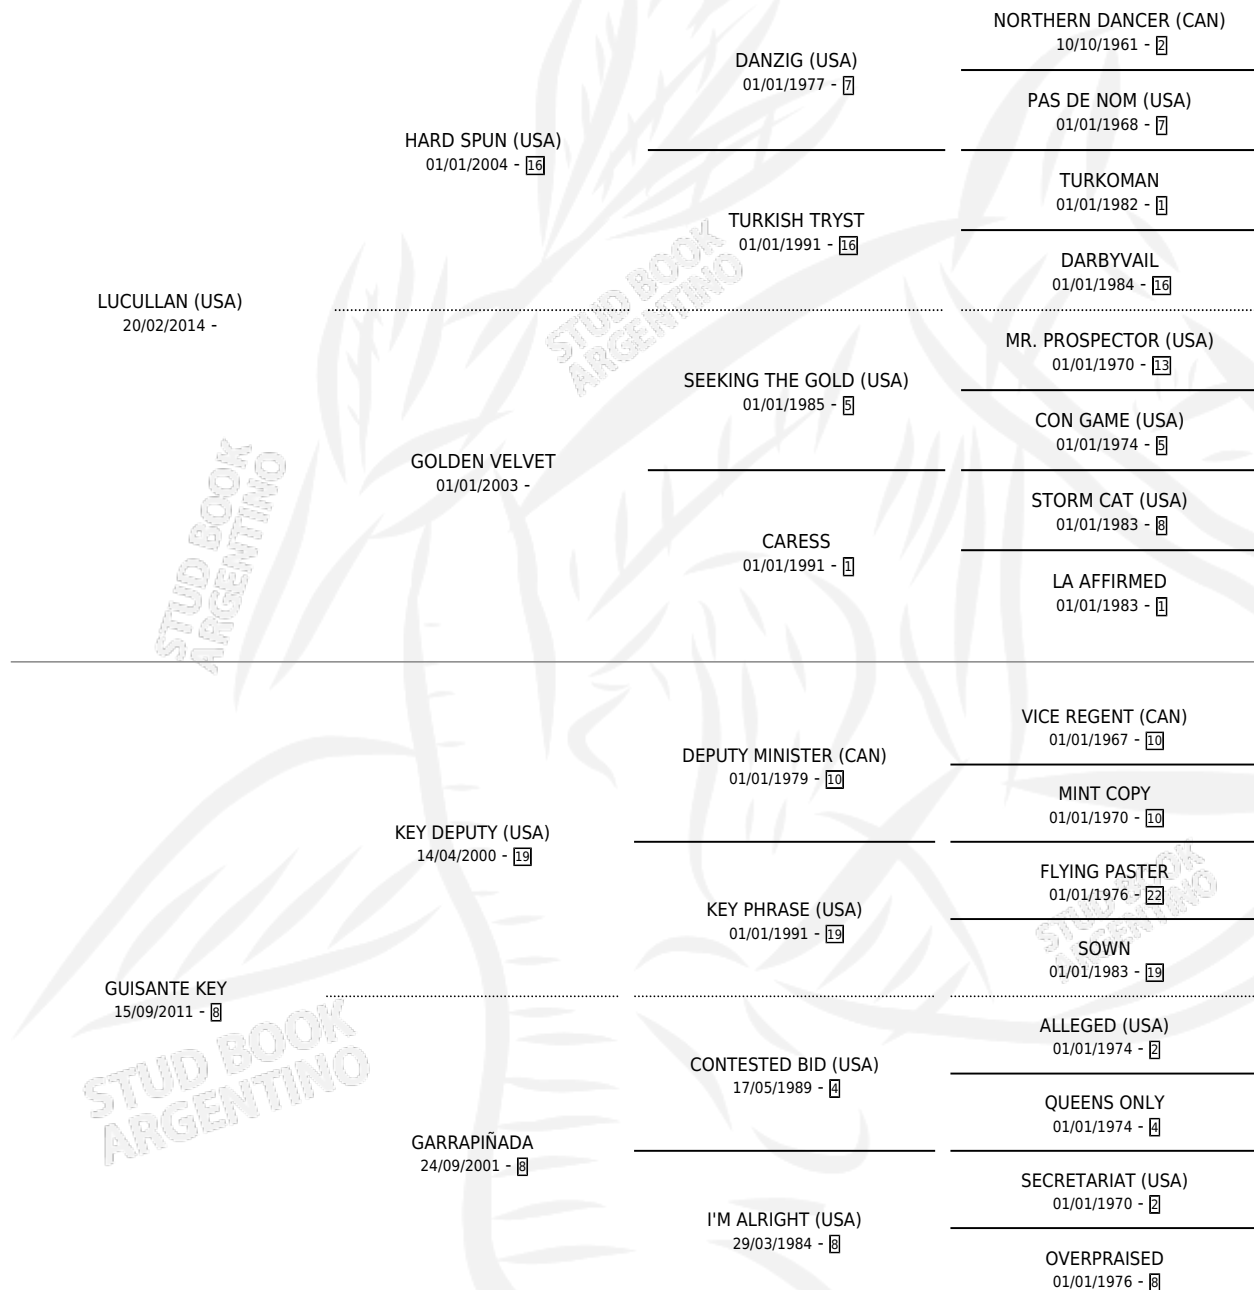 NORTHERN DANCER (CAN)
10/10/1961 - 2
DANZIG (USA)
01/01/1977 - 7
PAS DE NOM (USA)
01/01/1968 - 7
HARD SPUN (USA)
01/01/2004 - 16
TURKOMAN
01/01/1982 - 1
TURKISH TRYST
01/01/1991 - 16
DARBYVAIL
01/01/1984 - 16
LUCULLAN (USA)
20/02/2014 -
MR. PROSPECTOR (USA)
01/01/1970 - 13
SEEKING THE GOLD (USA)
01/01/1985 - 5
CON GAME (USA)
01/01/1974 - 5
GOLDEN VELVET
01/01/2003 -
STORM CAT (USA)
01/01/1983 - 8
CARESS
01/01/1991 - 1
LA AFFIRMED
01/01/1983 - 1
VICE REGENT (CAN)
01/01/1967 - 10
DEPUTY MINISTER (CAN)
01/01/1979 - 10
MINT COPY
01/01/1970 - 10
KEY DEPUTY (USA)
14/04/2000 - 19
FLYING PASTER
01/01/1976 - 22
KEY PHRASE (USA)
01/01/1991 - 19
SOWN
01/01/1983 - 19
GUISANTE KEY
15/09/2011 - 8
ALLEGED (USA)
01/01/1974 - 2
CONTESTED BID (USA)
17/05/1989 - 4
QUEENS ONLY
01/01/1974 - 4
GARRAPIÑADA
24/09/2001 - 8
SECRETARIAT (USA)
01/01/1970 - 2
I'M ALRIGHT (USA)
29/03/1984 - 8
OVERPRAISED
01/01/1976 - 8
STUD BOOK
ARGENTINO
STUD BOOK
ARGENTINO
STUD BOOK
ARGENTINO
STUD BOOK
ARGENTINO